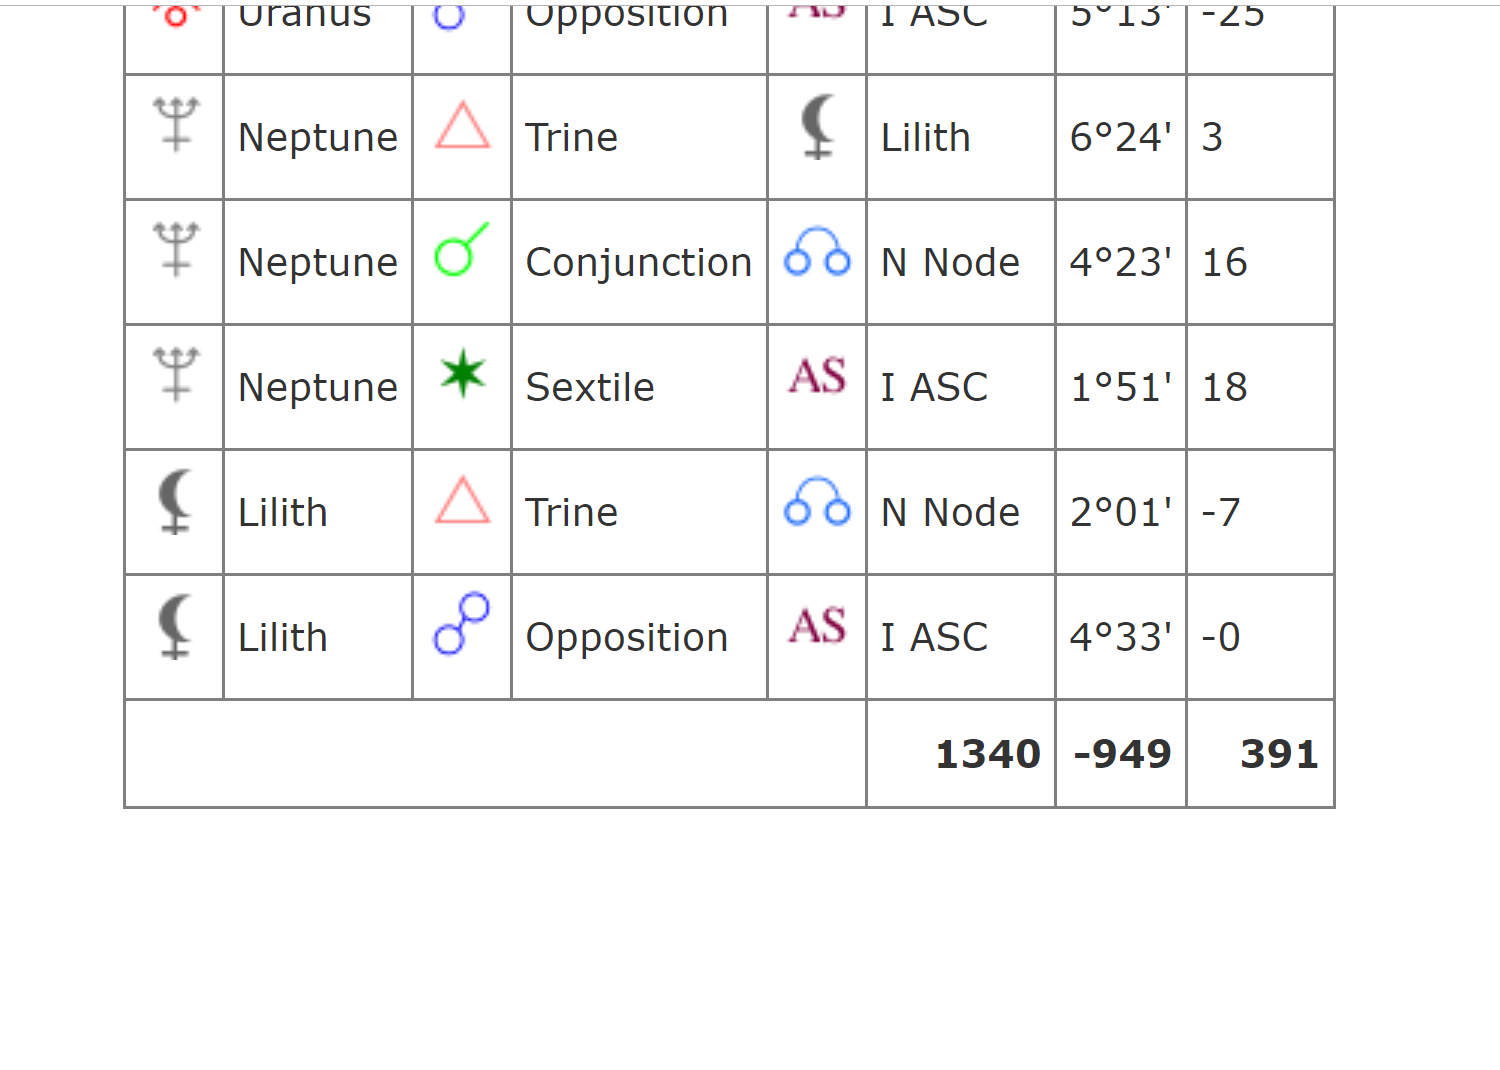 Uranus Opposition AS I ASC 5°13' -25
Neptune Trine Lilith 6°24' 3
Neptune Conjunction N Node 4°23' 16
Neptune Sextile AS I ASC 1°51' 18
Lilith Trine N Node 2°01' -7
Lilith Opposition AS I ASC 4°33' -0
1340 -949 391